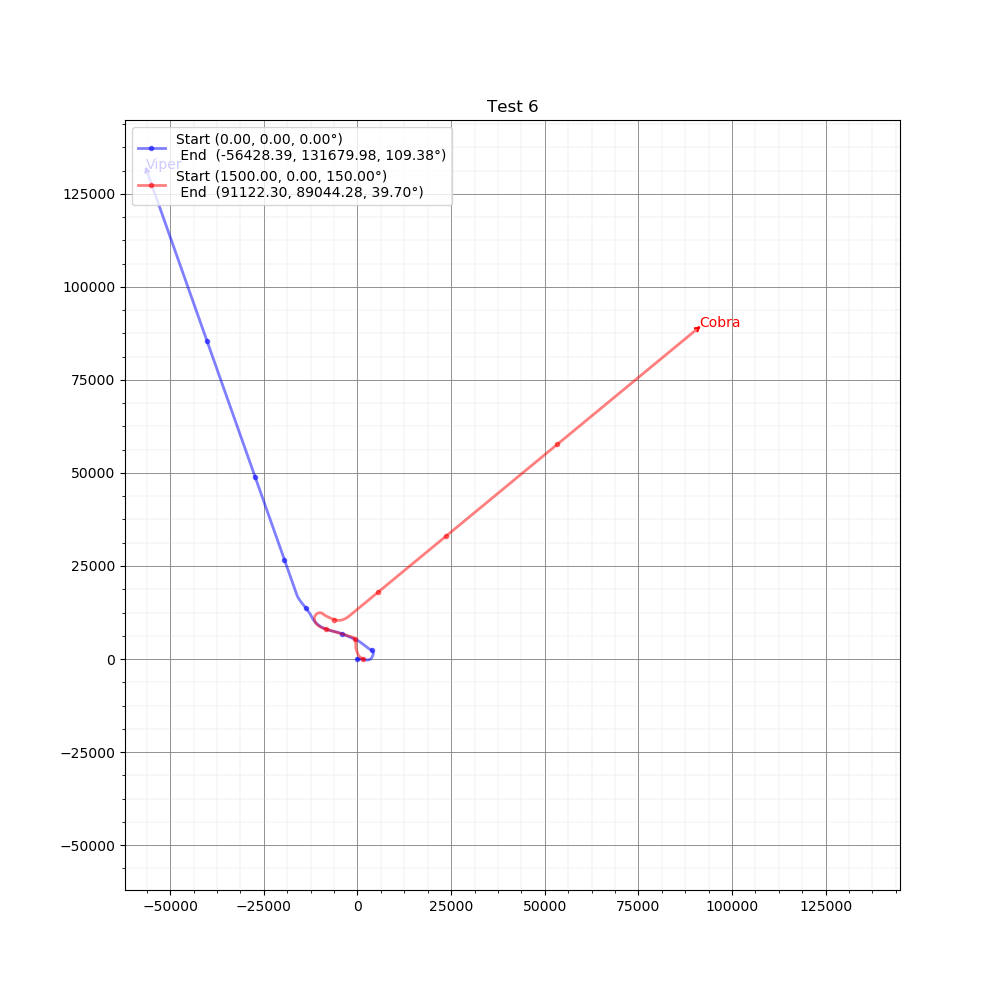 Test 6
Start (0.00, 0.00, 0.00°)
End (-56428.39, 131679.98, 109.38°)
Viper
Start (1500.00, 0.00, 150.00°)
End (91122.30, 89044.28, 39.70°)
Cobra
125000
100000
75000
50000
25000
0
−25000
−50000
−50000 −25000 0 25000 50000 75000 100000 125000